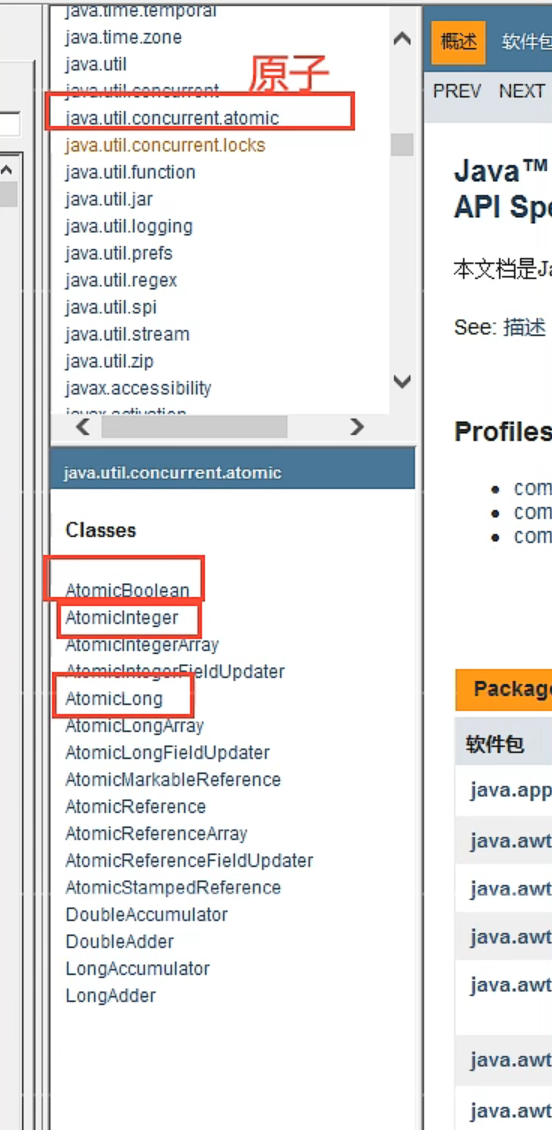 java.time.temporal
java.time.zone
java.util
原子
java.util.concurrent
java.util.concurrent.atomic
java.util.concurrent.locks
java.util.function
java.util.jar
java.util.logging
java.util.prefs
java.util.regex
java.util.spi
java.util.stream
java.util.zip
javax.accessibility
javax.activation
java.util.concurrent.atomic
Classes
AtomicBoolean
AtomicInteger
AtomicIntegerArray
AtomicIntegerFieldUpdater
AtomicLong
AtomicLongArray
AtomicLongFieldUpdater
AtomicMarkableReference
AtomicReference
AtomicReferenceArray
AtomicReferenceFieldUpdater
AtomicStampedReference
DoubleAccumulator
DoubleAdder
LongAccumulator
LongAdder
概述 软件包
PREV NEXT
Java™
API Spe
本文档是Ja
See: 描述
Profiles
com
com
com
Package
软件包
java.app
java.awt
java.awt
java.awt
java.awt
java.awt
java.awt